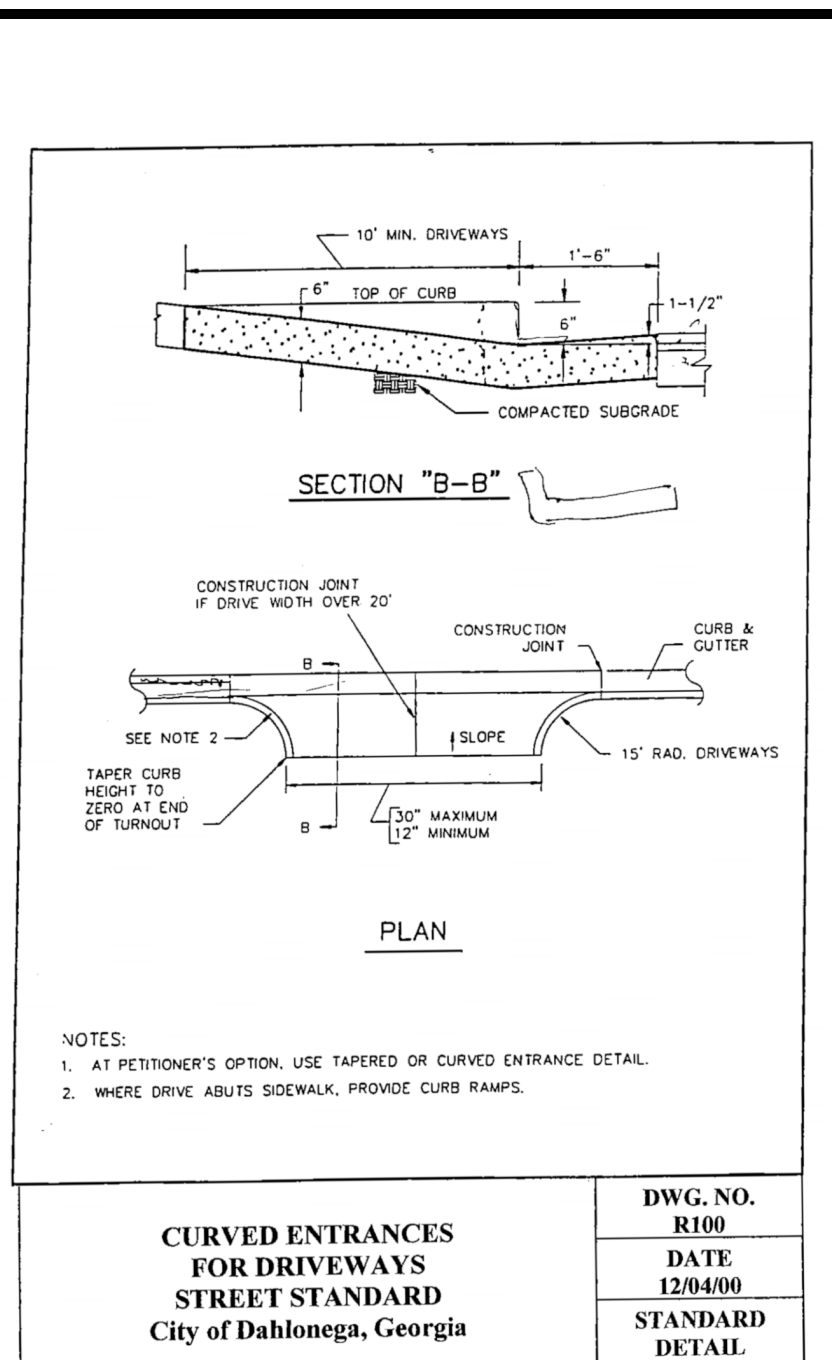 10' MIN. DRIVEWAYS
1'-6"
6"
TOP OF CURB
1-1/2"
6"
COMPACTED SUBGRADE
SECTION "B-B"
CONSTRUCTION JOINT
IF DRIVE WIDTH OVER 20'
CONSTRUCTION
JOINT
CURB &
GUTTER
B
SEE NOTE 2
SLOPE
15' RAD. DRIVEWAYS
TAPER CURB
HEIGHT TO
ZERO AT END
OF TURNOUT
30" MAXIMUM
12" MINIMUM
B
PLAN
NOTES:
1. AT PETITIONER'S OPTION, USE TAPERED OR CURVED ENTRANCE DETAIL.
2. WHERE DRIVE ABUTS SIDEWALK, PROVIDE CURB RAMPS.
CURVED ENTRANCES
FOR DRIVEWAYS
STREET STANDARD
City of Dahlonega, Georgia
DWG. NO.
R100
DATE
12/04/00
STANDARD
DETAIL